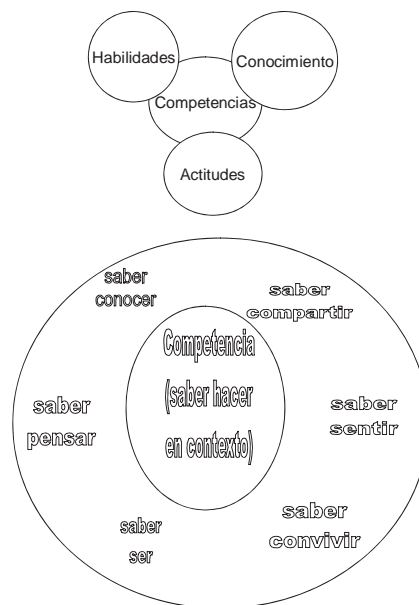 Habilidades
Conocimiento
Competencias
Actitudes
saber
conocer
saber
compartir
Competencia
(saber hacer
en contexto)
saber
pensar
saber
sentir
saber
ser
saber
convivir